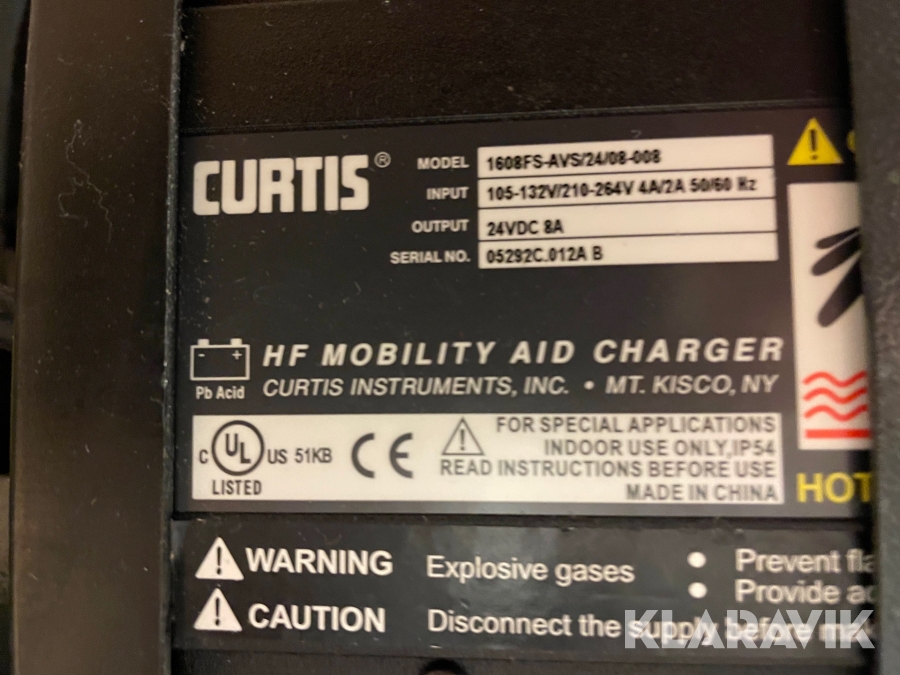 CURTIS®
MODEL 1608FS-AVS/24/08-008
INPUT 105-132V/210-264V 4A/2A 50/60 Hz
OUTPUT 24VDC 8A
SERIAL NO. 05292C.012A B
- +
Pb Acid
HF MOBILITY AID CHARGER
CURTIS INSTRUMENTS, INC. • MT. KISCO, NY
C UL US 51KB
LISTED
CE
FOR SPECIAL APPLICATIONS
INDOOR USE ONLY,IP54
READ INSTRUCTIONS BEFORE USE
MADE IN CHINA
HOT
WARNING Explosive gases • Prevent
• Provide
CAUTION Disconnect the supply before
KLARAVIK